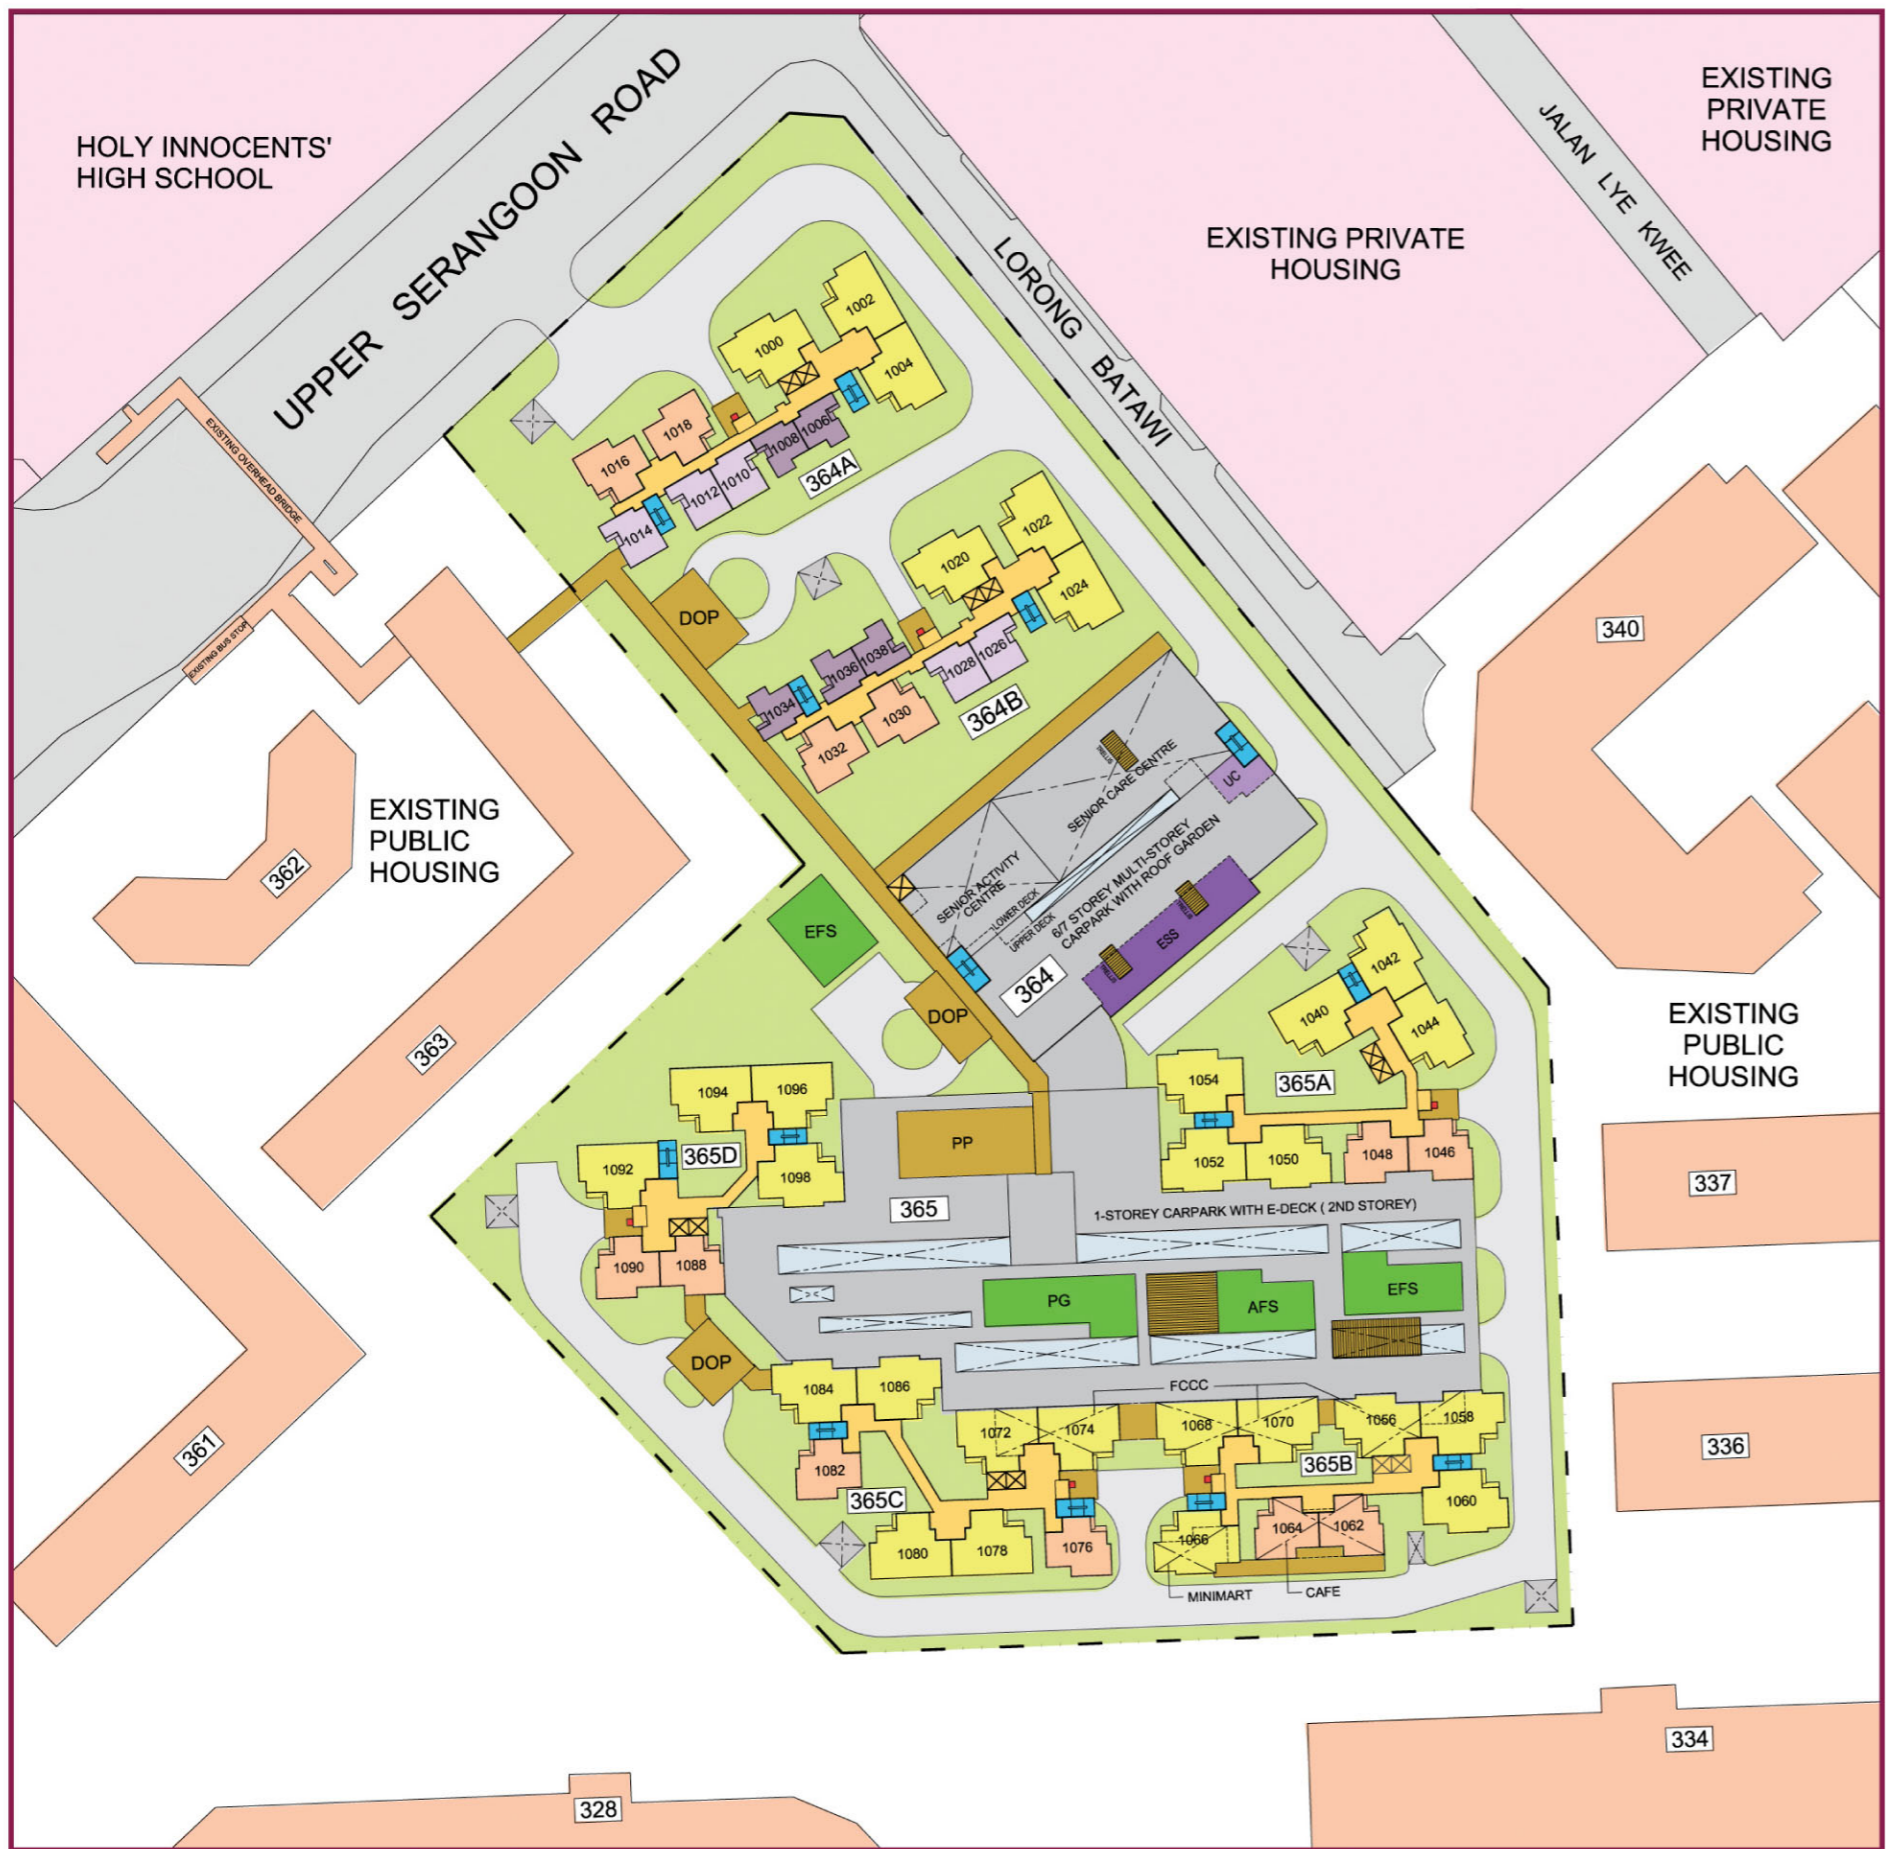 HOLY INNOCENTS'
HIGH SCHOOL
UPPER SERANGOON ROAD
EXISTING
PRIVATE
HOUSING
JALAN LYE KWEE
EXISTING PRIVATE
HOUSING
LORONG BATAWI
EXISTING OVERHEAD BRIDGE
EXISTING BUS STOP
1002
1000
1004
1018
1006
1008
1016
1010
1012
1014
364A
1022
1020
1024
DOP
1038
1036
1026
1028
1034
1030
1032
364B
340
EXISTING
PUBLIC
HOUSING
362
363
361
TRELLIS
SENIOR CARE CENTRE
UC
SENIOR ACTIVITY
CENTRE
LOWER DECK
UPPER DECK
6/7 STOREY MULTI-STOREY
CARPARK WITH ROOF GARDEN
TRELLIS
ESS
TRELLIS
364
EFS
DOP
1042
1040
1044
365A
1054
1052
1050
1048
1046
EXISTING
PUBLIC
HOUSING
337
336
1094
1096
1092
365D
1098
1090
1088
PP
365
1-STOREY CARPARK WITH E-DECK ( 2ND STOREY)
PG
AFS
EFS
DOP
1084
1086
1082
365C
1072
1074
1080
1078
1076
FCCC
1068
1070
1056
1058
365B
1060
1066
1064
1062
MINIMART
CAFE
334
328